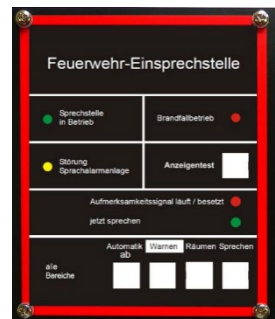 Feuerwehr-Einsprechstelle
Sprechstelle
in Betrieb
Brandfallbetrieb
Störung
Sprachalarmanlage
Anzeigentest
Aufmerksamkeitssignal läuft / besetzt
jetzt sprechen
Automatik Warnen Räumen Sprechen
ab
alle
Bereiche